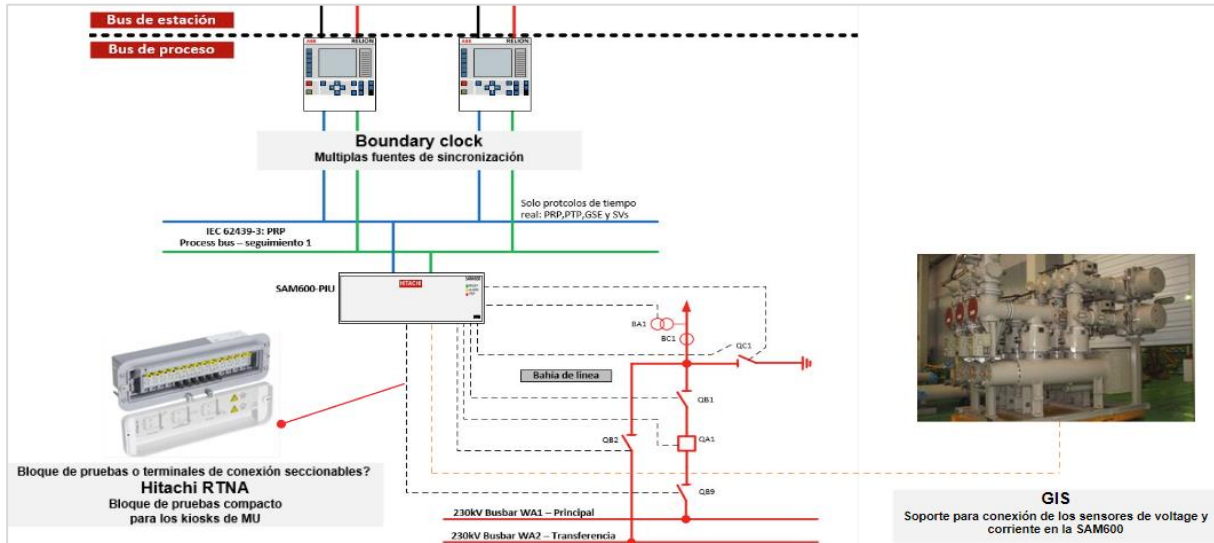 Bus de estación
Bus de proceso
ABB RELION
ABB RELION
Boundary clock
Multiplas fuentes de sincronización
Solo protcolos de tiempo
real: PRP,PTP,GSE y SVs
IEC 62439-3: PRP
Process bus – seguimiento 1
SAM600-PIU
HITACHI
BA1
BC1
QC1
Bahía de línea
QB1
QB2
QA1
QB9
Bloque de pruebas o terminales de conexión seccionables?
Hitachi RTNA
Bloque de pruebas compacto
para los kiosks de MU
230kV Busbar WA1 – Principal
230kV Busbar WA2 – Transferencia
GIS
Soporte para conexión de los sensores de voltage y
corriente en la SAM600